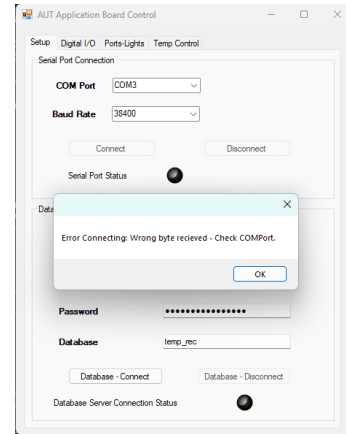 AUT Application Board Control
Setup Digital I/O Ports-Lights Temp Control
Serial Port Connection
COM Port COM3
Baud Rate 38400
Connect Disconnect
Serial Port Status
Error Connecting: Wrong byte recieved - Check COMPort.
OK
Password ●●●●●●●●●●●●●●●●
Database temp_rec
Database - Connect Database - Disconnect
Database Server Connection Status